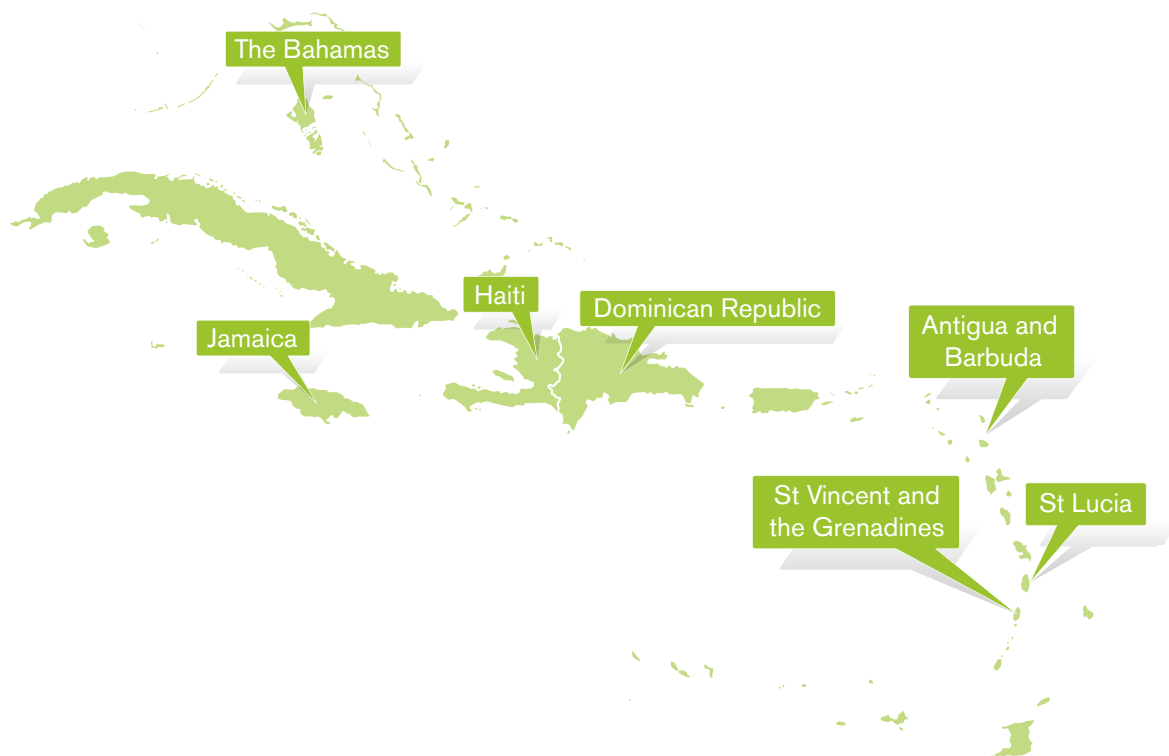 The Bahamas
Haiti
Dominican Republic
Jamaica
Antigua and
Barbuda
St Vincent and
the Grenadines
St Lucia